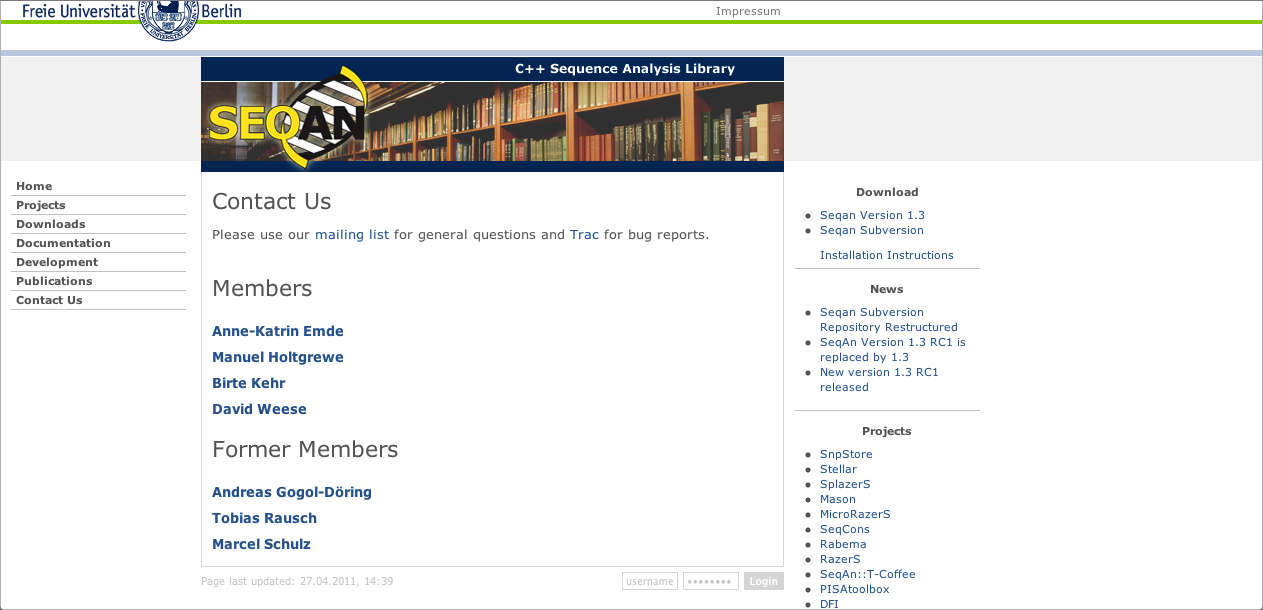 Freie Universität Berlin
Impressum
C++ Sequence Analysis Library
SEQAN
Home
Projects
Downloads
Documentation
Development
Publications
Contact Us
Contact Us
Please use our mailing list for general questions and Trac for bug reports.
Members
Anne-Katrin Emde
Manuel Holtgrewe
Birte Kehr
David Weese
Former Members
Andreas Gogol-Döring
Tobias Rausch
Marcel Schulz
Page last updated: 27.04.2011, 14:39
username
••••••••
Login
Download
Seqan Version 1.3
Seqan Subversion
Installation Instructions
News
Seqan Subversion
Repository Restructured
SeqAn Version 1.3 RC1 is
replaced by 1.3
New version 1.3 RC1
released
Projects
SnpStore
Stellar
SplazerS
Mason
MicroRazerS
SeqCons
Rabema
RazerS
SeqAn::T-Coffee
PISAtoolbox
DFI